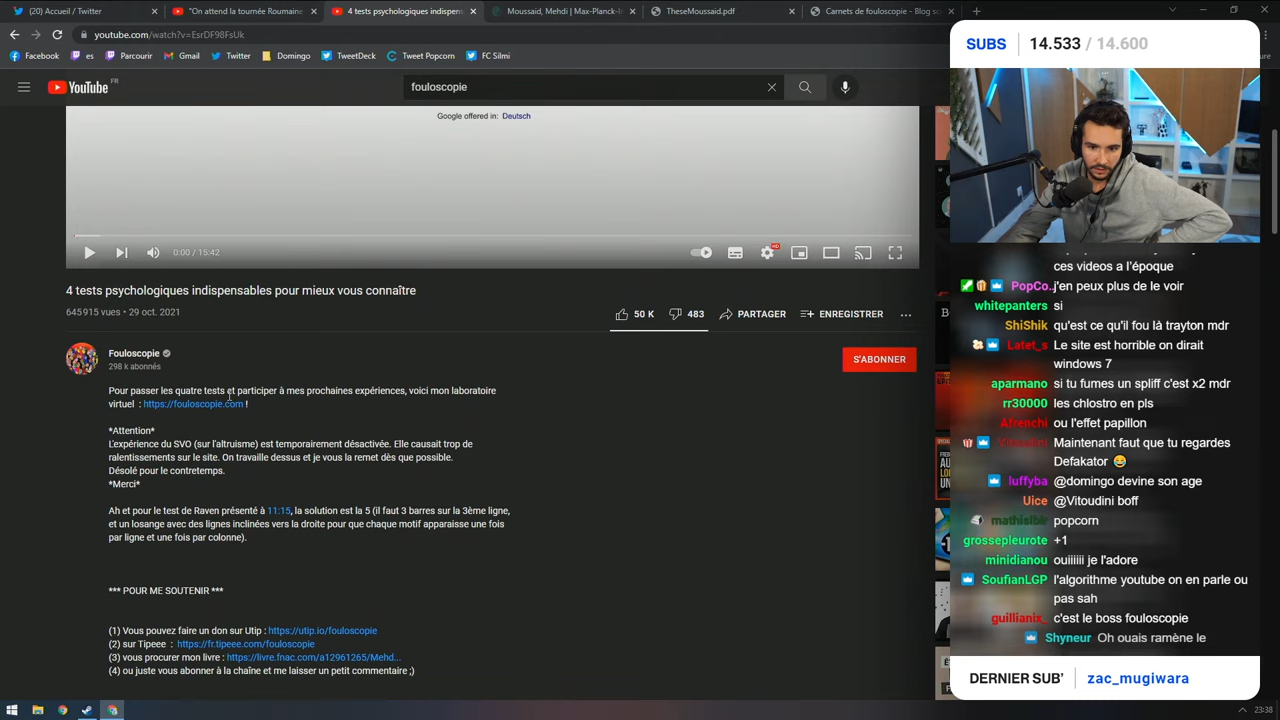 (20) Accueil / Twitter
"On attend la tournée Roumaine
4 tests psychologiques indispen
Moussaid, Mehdi | Max-Planck-In
TheseMoussaid.pdf
Carnets de fouloscopie – Blog sc
youtube.com/watch?v=EsrDF98FsUk
Facebook
es
Parcourir
Gmail
Twitter
Domingo
TweetDeck
Tweet Popcorn
FC Silmi
YouTube FR
fouloscopie
Google offered in: Deutsch
0:00 / 15:42
HD
4 tests psychologiques indispensables pour mieux vous connaître
645 915 vues • 29 oct. 2021
50 K
483
PARTAGER
ENREGISTRER
Fouloscopie
298 k abonnés
S'ABONNER
Pour passer les quatre tests et participer à mes prochaines expériences, voici mon laboratoire
virtuel : https://fouloscopie.com !
*Attention*
L'expérience du SVO (sur l'altruisme) est temporairement désactivée. Elle causait trop de
ralentissements sur le site. On travaille dessus et je vous la remet dès que possible.
Désolé pour le contretemps.
*Merci*
Ah et pour le test de Raven présenté à 11:15, la solution est la 5 (il faut 3 barres sur la 3ème ligne,
et un losange avec des lignes inclinées vers la droite pour que chaque motif apparaisse une fois
par ligne et une fois par colonne).
*** POUR ME SOUTENIR ***
(1) Vous pouvez faire un don sur Utip : https://utip.io/fouloscopie
(2) sur Tipeee : https://fr.tipeee.com/fouloscopie
(3) vous procurer mon livre : https://livre.fnac.com/a12961265/Mehd...
(4) ou juste vous abonner à la chaîne et me laisser un petit commentaire ;)
SUBS 14.533 / 14.600
ces videos a l'époque
PopCo.. j'en peux plus de le voir
whitepanters si
ShiShik qu'est ce qu'il fou là trayton mdr
Latet_s Le site est horrible on dirait
windows 7
aparmano si tu fumes un spliff c'est x2 mdr
rr30000 les chlostro en pls
Afrenchi ou l'effet papillon
Vitoudini Maintenant faut que tu regardes
Defakator 😂
luffyba @domingo devine son age
Uice @Vitoudini boff
mathislblr popcorn
grossepleurote +1
minidianou ouiiiiii je l'adore
SoufianLGP l'algorithme youtube on en parle ou
pas sah
guillianix_ c'est le boss fouloscopie
Shyneur Oh ouais ramène le
DERNIER SUB' zac_mugiwara
23:38